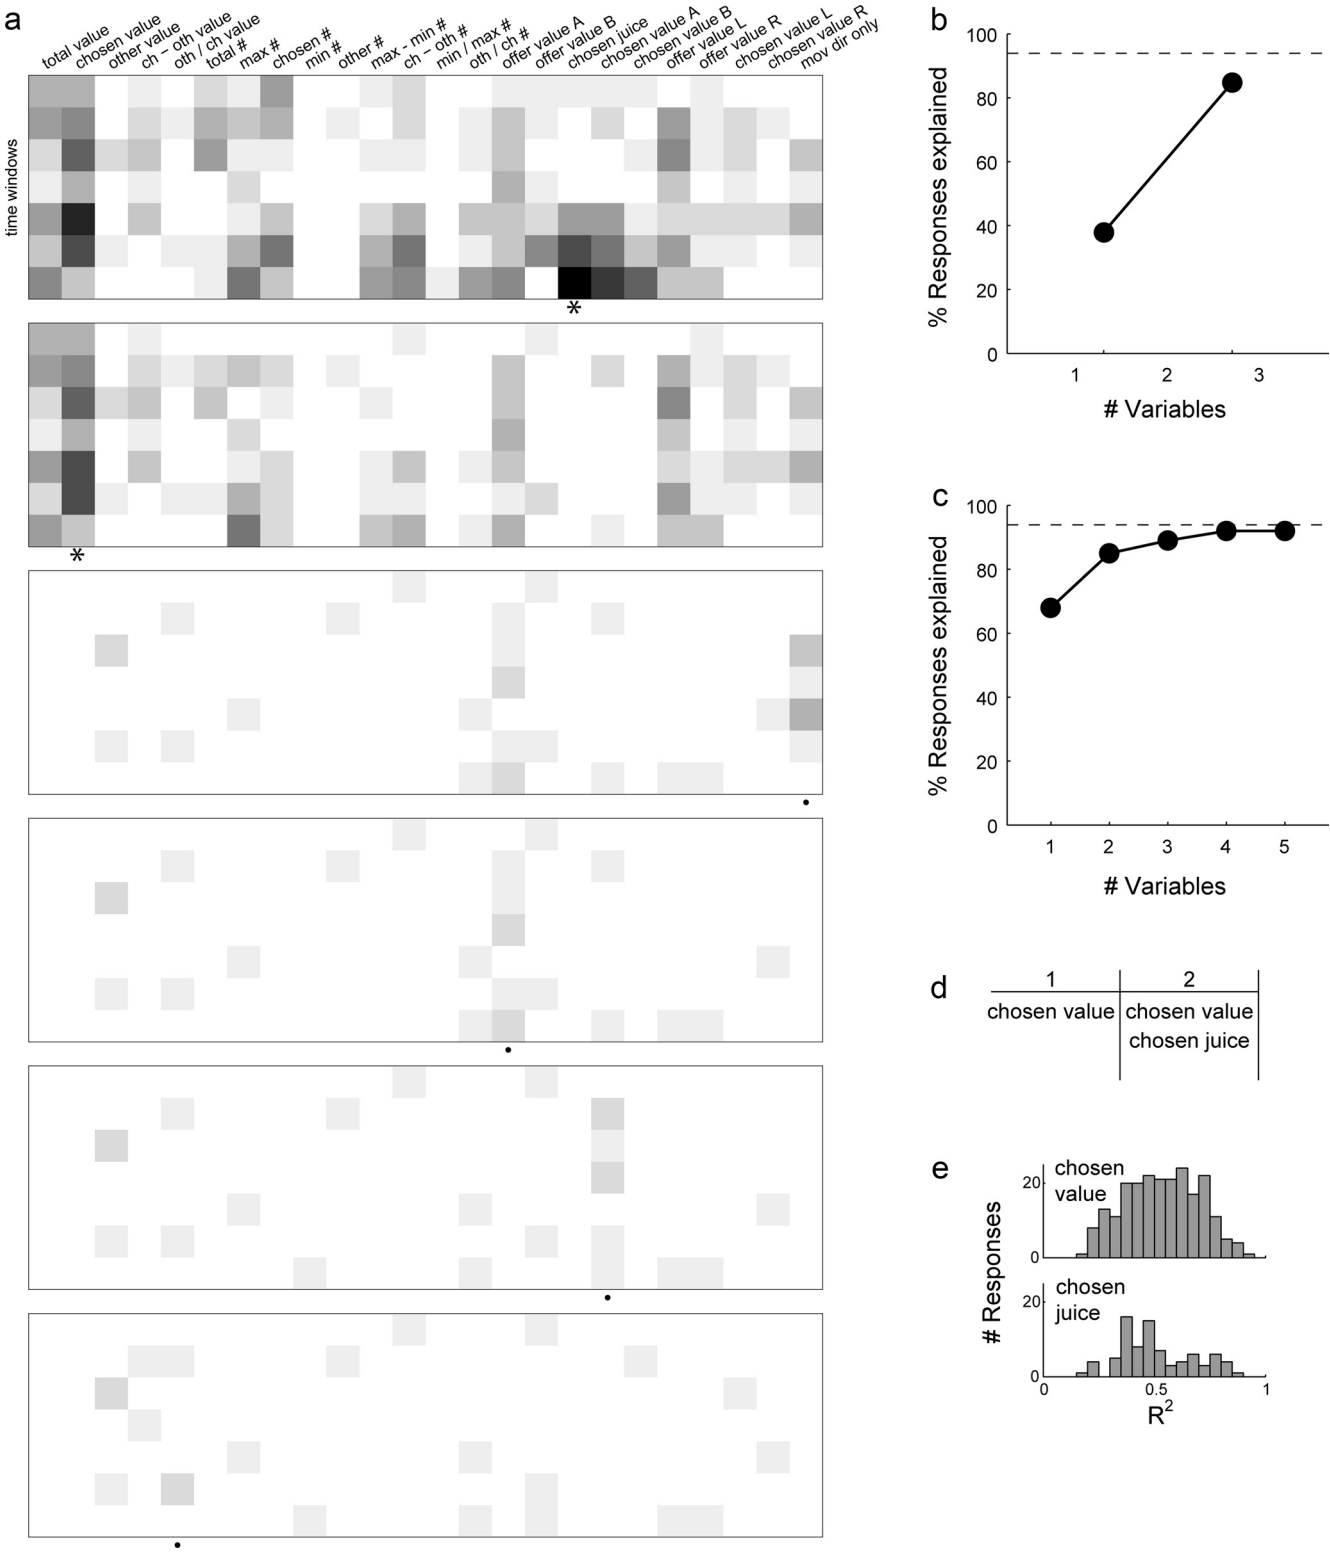 a
total value
chosen value
other value
ch – oth value
oth / ch value
total #
max #
chosen #
min #
other #
max - min #
ch – oth #
min / max #
oth / ch #
offer value A
offer value B
chosen juice
chosen value A
chosen value B
offer value L
offer value R
chosen value L
chosen value R
mov dir only
time windows
*
*
b
100
80
60
40
20
0
% Responses explained
1 2 3
# Variables
c
100
80
60
40
20
0
% Responses explained
1 2 3 4 5
# Variables
d
1 2
chosen value chosen value
chosen juice
e
# Responses
chosen
value
20
0
chosen
juice
20
0
0 0.5 1
R²